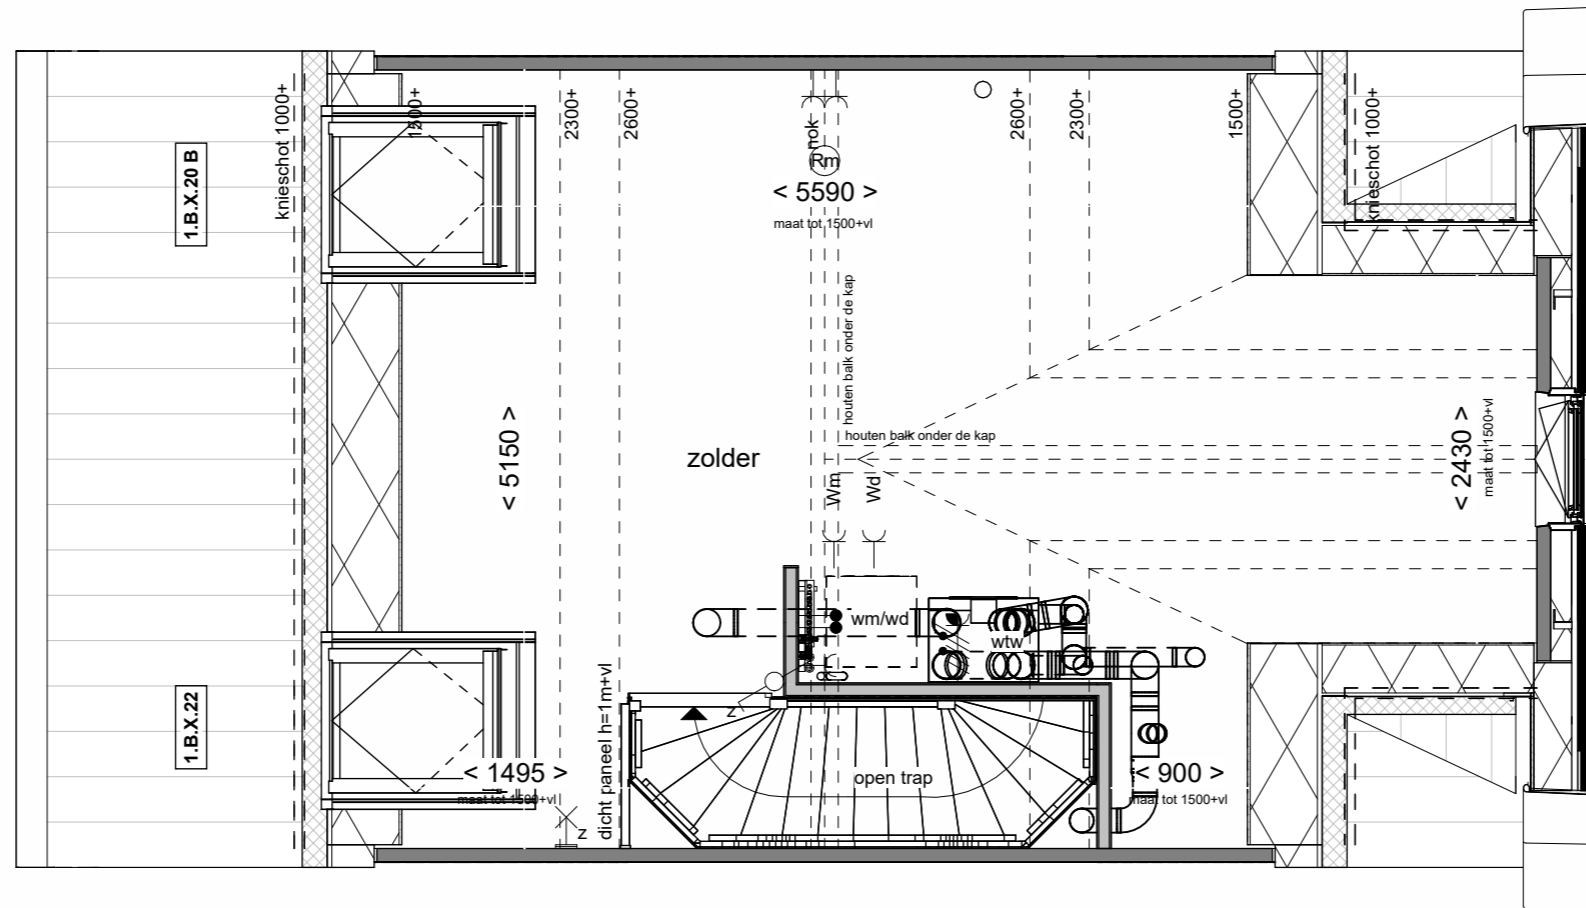 knieschot 1000+
1500+
2300+
2600+
nok
Rm
2600+
2300+
1500+
knieschot 1000+
1.B.X.20 B
< 5590 >
maat tot 1500+vl
houten balk onder de kap
houten balk onder de kap
< 5150 >
zolder
Wm
Wd
< 2430 >
maat tot 1500+vl
wm/wd
wtw
1.B.X.22
z
dicht paneel h=1m+vl
open trap
< 1495 >
maat tot 1500+vl
< 900 >
maat tot 1500+vl
z